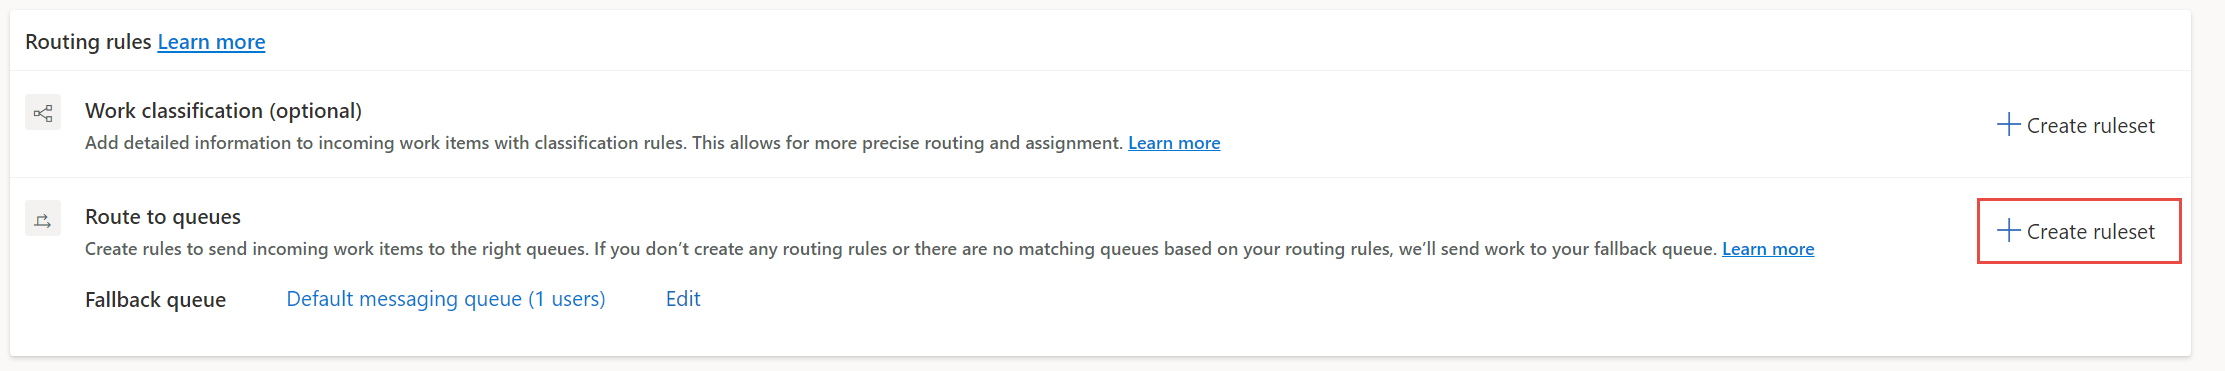 Routing rules Learn more
Work classification (optional)
Add detailed information to incoming work items with classification rules. This allows for more precise routing and assignment. Learn more
Create ruleset
Route to queues
Create rules to send incoming work items to the right queues. If you don’t create any routing rules or there are no matching queues based on your routing rules, we’ll send work to your fallback queue. Learn more
Create ruleset
Fallback queue Default messaging queue (1 users) Edit